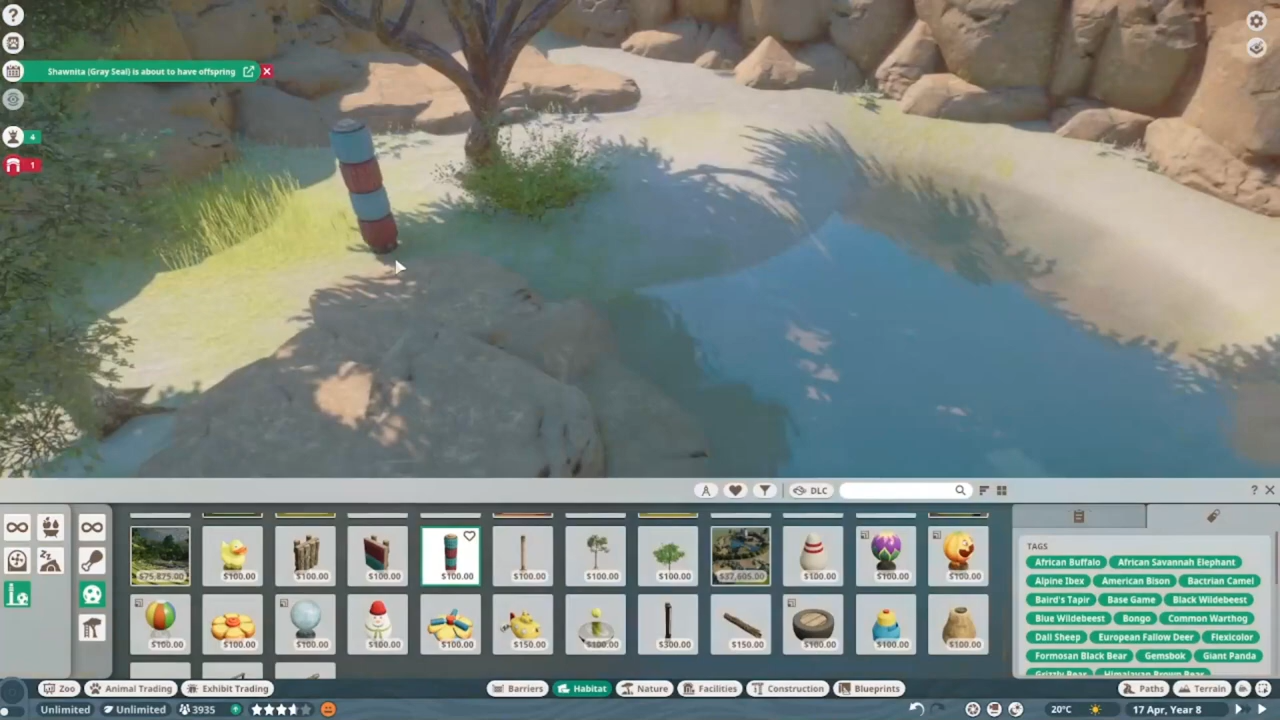 ?
Shawnita (Gray Seal) is about to have offspring
4
1
DLC
? X
$75,875.00 $100.00 $100.00 $100.00 $100.00 $100.00 $100.00 $100.00 $37,605.00 $100.00 $100.00 $100.00
$100.00 $100.00 $100.00 $100.00 $100.00 $150.00 $100.00 $300.00 $150.00 $100.00 $100.00 $100.00
TAGS
African Buffalo African Savannah Elephant
Alpine Ibex American Bison Bactrian Camel
Baird's Tapir Base Game Black Wildebeest
Blue Wildebeest Bongo Common Warthog
Dall Sheep European Fallow Deer Flexicolor
Formosan Black Bear Gemsbok Giant Panda
Grizzly Bear Himalayan Brown Bear
Zoo Animal Trading Exhibit Trading Barriers Habitat Nature Facilities Construction Blueprints Paths Terrain
Unlimited Unlimited 3935 20°C 17 Apr, Year 8